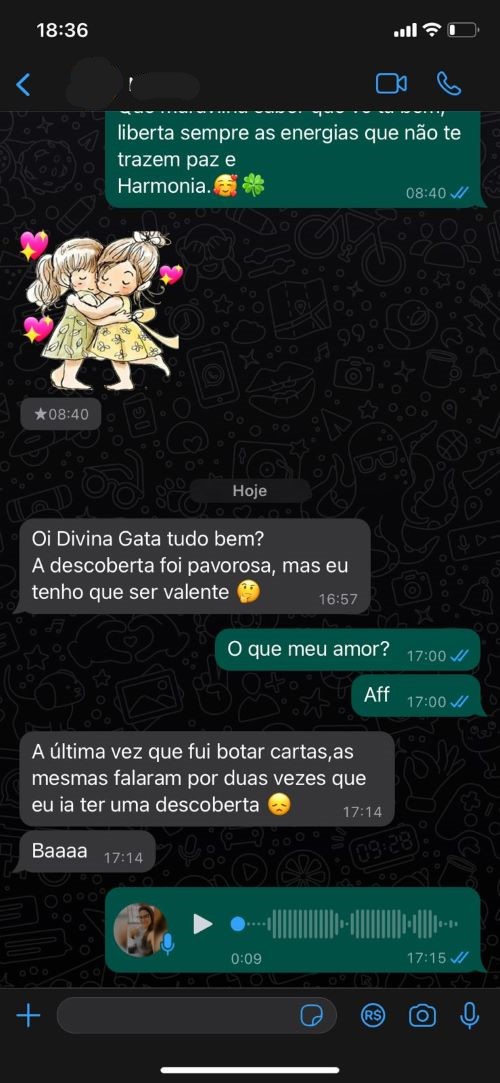 18:36
liberta sempre as energias que não te
trazem paz e
Harmonia.🥰🍀
08:40
★08:40
Hoje
Oi Divina Gata tudo bem?
A descoberta foi pavorosa, mas eu
tenho que ser valente 🤔
16:57
O que meu amor?
17:00
Aff
17:00
A última vez que fui botar cartas,as
mesmas falaram por duas vezes que
eu ia ter uma descoberta 😞
17:14
Baaaa
17:14
0:09
17:15
R$